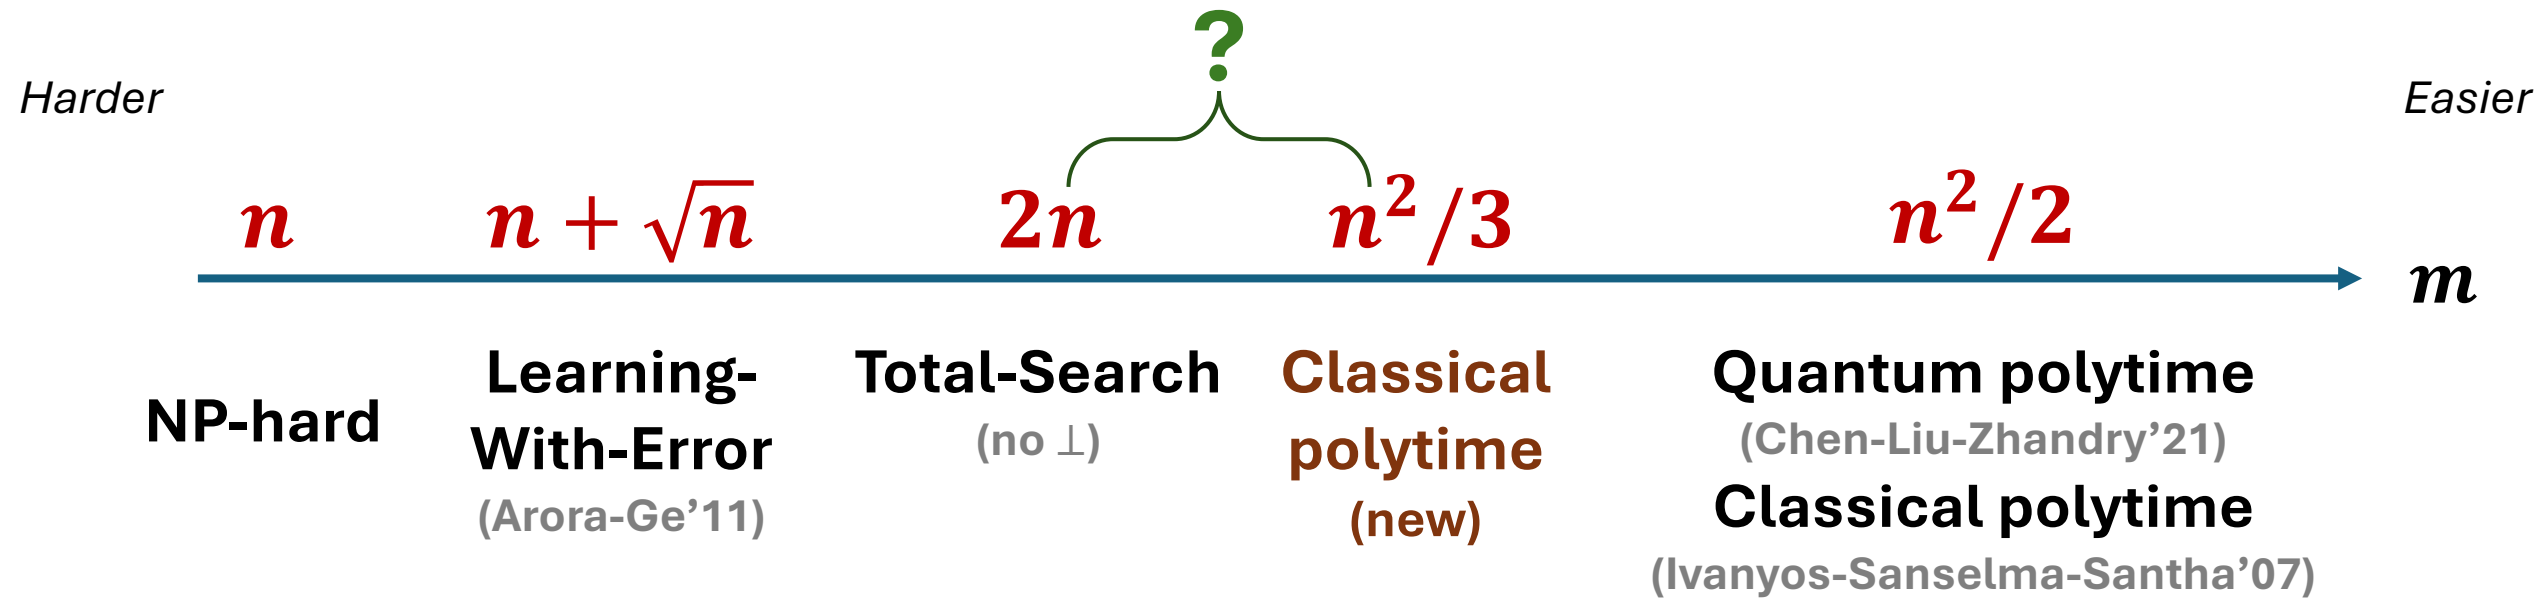 ?
Harder
Easier
n
n + √n
2n
n²/3
n²/2
m
NP-hard
Learning-
With-Error
(Arora-Ge’11)
Total-Search
(no ⊥)
Classical
polytime
(new)
Quantum polytime
(Chen-Liu-Zhandry’21)
Classical polytime
(Ivanyos-Sanselma-Santha’07)